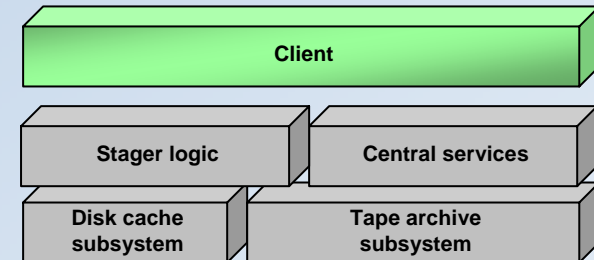 Client
Stager logic
Central services
Disk cache
subsystem
Tape archive
subsystem